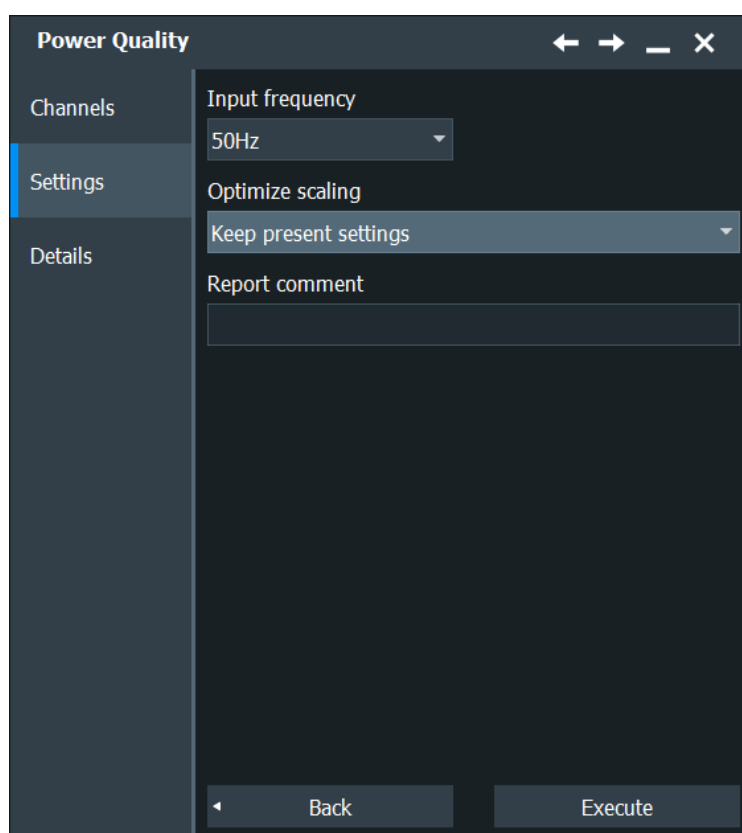 Power Quality
Channels
Settings
Details
Input frequency
50Hz
Optimize scaling
Keep present settings
Report comment
Back
Execute